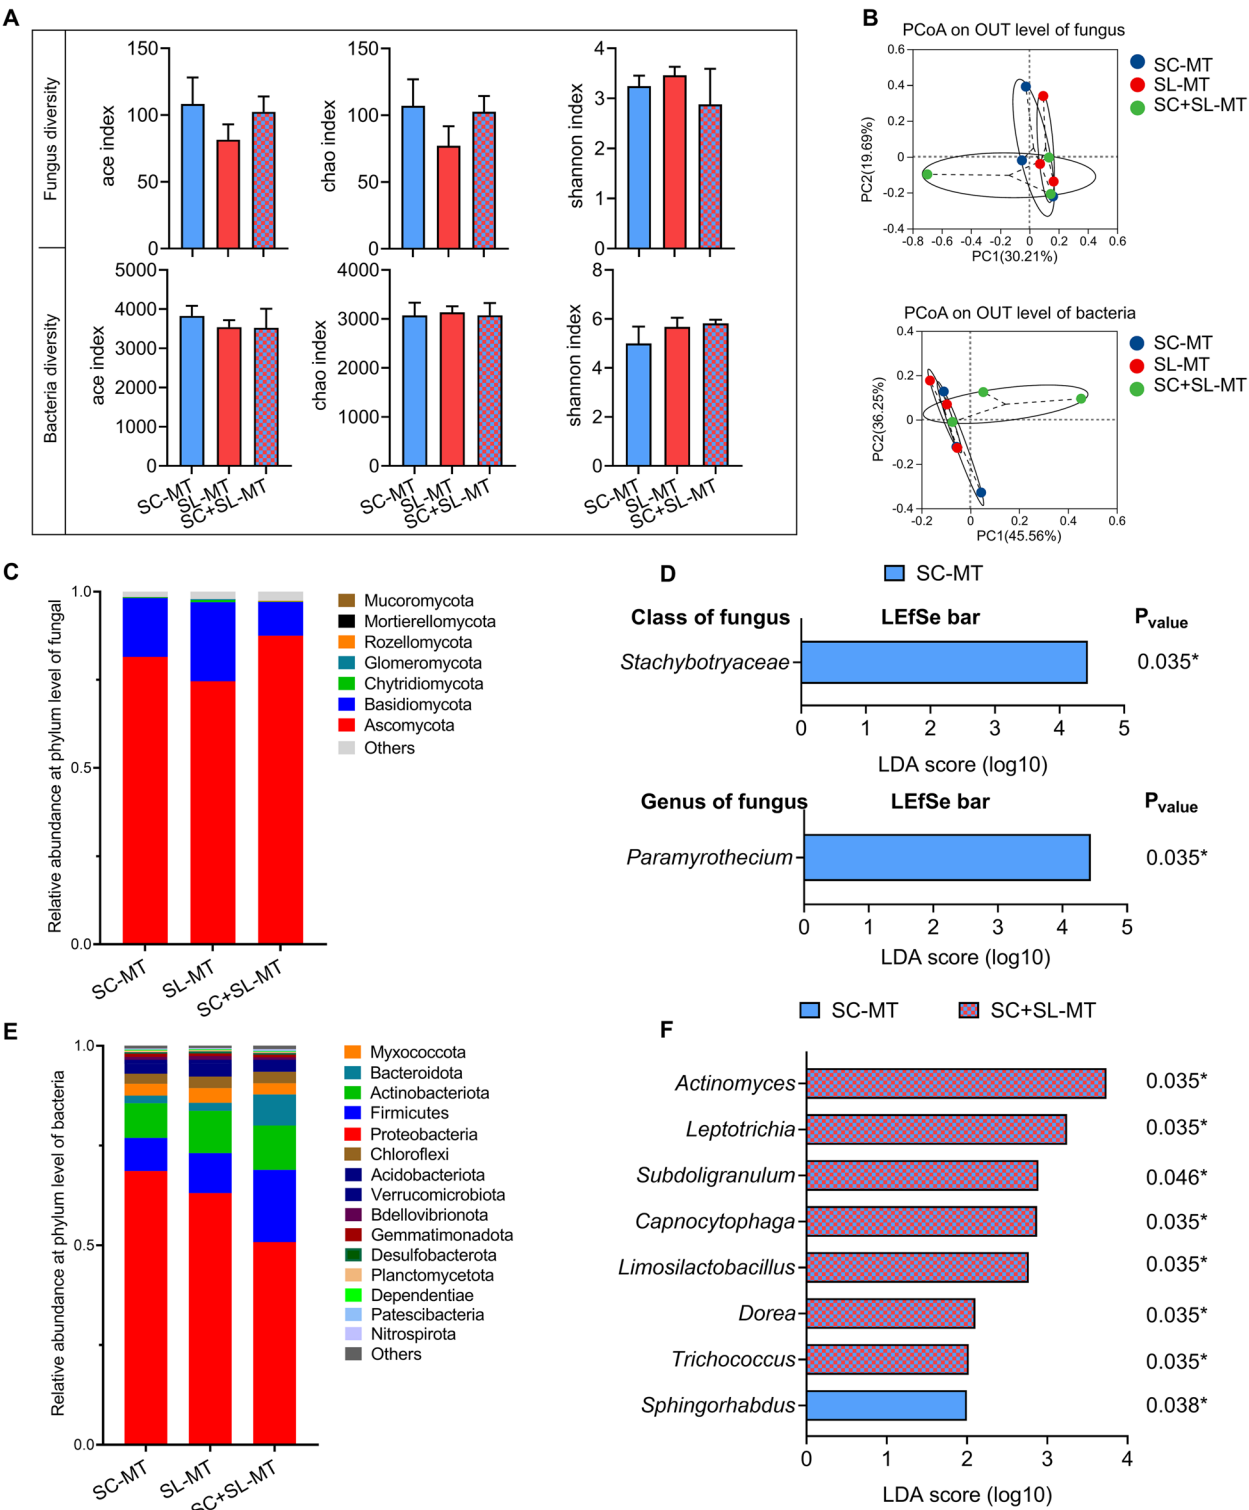 A
Fungus diversity
ace index
150
100
50
0
chao index
150
100
50
0
shannon index
4
3
2
1
0
Bacteria diversity
ace index
5000
4000
3000
2000
1000
0
SC-MT
SL-MT
SC+SL-MT
chao index
4000
3000
2000
1000
0
SC-MT
SL-MT
SC+SL-MT
shannon index
8
6
4
2
0
SC-MT
SL-MT
SC+SL-MT
B
PCoA on OUT level of fungus
PC2(19.69%)
0.6
0.4
0.2
0
-0.2
-0.4
-0.8 -0.6 -0.4 -0.2 0 0.2 0.4 0.6
PC1(30.21%)
SC-MT
SL-MT
SC+SL-MT
PCoA on OUT level of bacteria
PC2(36.25%)
0.4
0.2
0
-0.2
-0.4
-0.2 0 0.2 0.4 0.6
PC1(45.56%)
SC-MT
SL-MT
SC+SL-MT
C
Relative abundance at phylum level of fungal
1.0
0.5
0.0
SC-MT
SL-MT
SC+SL-MT
Mucoromycota
Mortierellomycota
Rozellomycota
Glomeromycota
Chytridiomycota
Basidiomycota
Ascomycota
Others
D
SC-MT
Class of fungus LEfSe bar Pvalue
Stachybotryaceae 0.035*
0 1 2 3 4 5
LDA score (log10)
Genus of fungus LEfSe bar Pvalue
Paramyrothecium 0.035*
0 1 2 3 4 5
LDA score (log10)
E
Relative abundance at phylum level of bacteria
1.0
0.5
0.0
SC-MT
SL-MT
SC+SL-MT
Myxococcota
Bacteroidota
Actinobacteriota
Firmicutes
Proteobacteria
Chloroflexi
Acidobacteriota
Verrucomicrobiota
Bdellovibrionota
Gemmatimonadota
Desulfobacterota
Planctomycetota
Dependentiae
Patescibacteria
Nitrospirota
Others
F
SC-MT SC+SL-MT
Actinomyces 0.035*
Leptotrichia 0.035*
Subdoligranulum 0.046*
Capnocytophaga 0.035*
Limosilactobacillus 0.035*
Dorea 0.035*
Trichococcus 0.035*
Sphingorhabdus 0.038*
0 1 2 3 4
LDA score (log10)